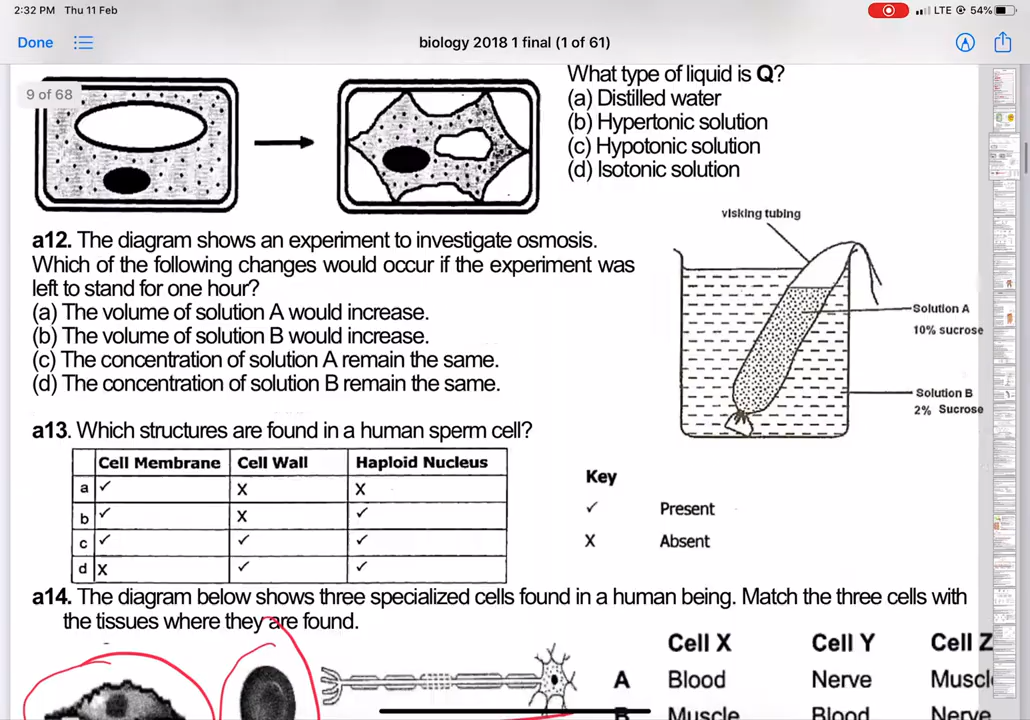 2:32 PM Thu 11 Feb
LTE 54%
Done
biology 2018 1 final (1 of 61)
9 of 68
What type of liquid is Q?
(a) Distilled water
(b) Hypertonic solution
(c) Hypotonic solution
(d) Isotonic solution
a12. The diagram shows an experiment to investigate osmosis.
Which of the following changes would occur if the experiment was
left to stand for one hour?
(a) The volume of solution A would increase.
(b) The volume of solution B would increase.
(c) The concentration of solution A remain the same.
(d) The concentration of solution B remain the same.
visking tubing
Solution A
10% sucrose
Solution B
2% Sucrose
a13. Which structures are found in a human sperm cell?
Cell Membrane Cell Wall Haploid Nucleus
a ✓ X X
b ✓ X ✓
c ✓ ✓ ✓
d X ✓ ✓
Key
✓ Present
X Absent
a14. The diagram below shows three specialized cells found in a human being. Match the three cells with
the tissues where they are found.
Cell X Cell Y Cell Z
A Blood Nerve Muscl
B Muscle Blood Nerve